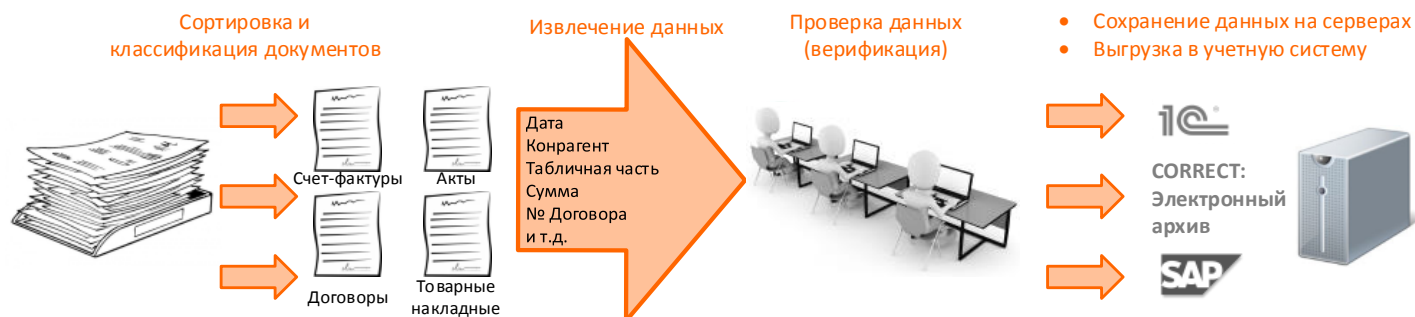 Сортировка и
классификация документов
Счет-фактуры
Акты
Договоры
Товарные
накладные
Извлечение данных
Дата
Конрагент
Табличная часть
Сумма
№ Договора
и т.д.
Проверка данных
(верификация)
• Сохранение данных на серверах
• Выгрузка в учетную систему
1С
CORRECT:
Электронный
архив
SAP